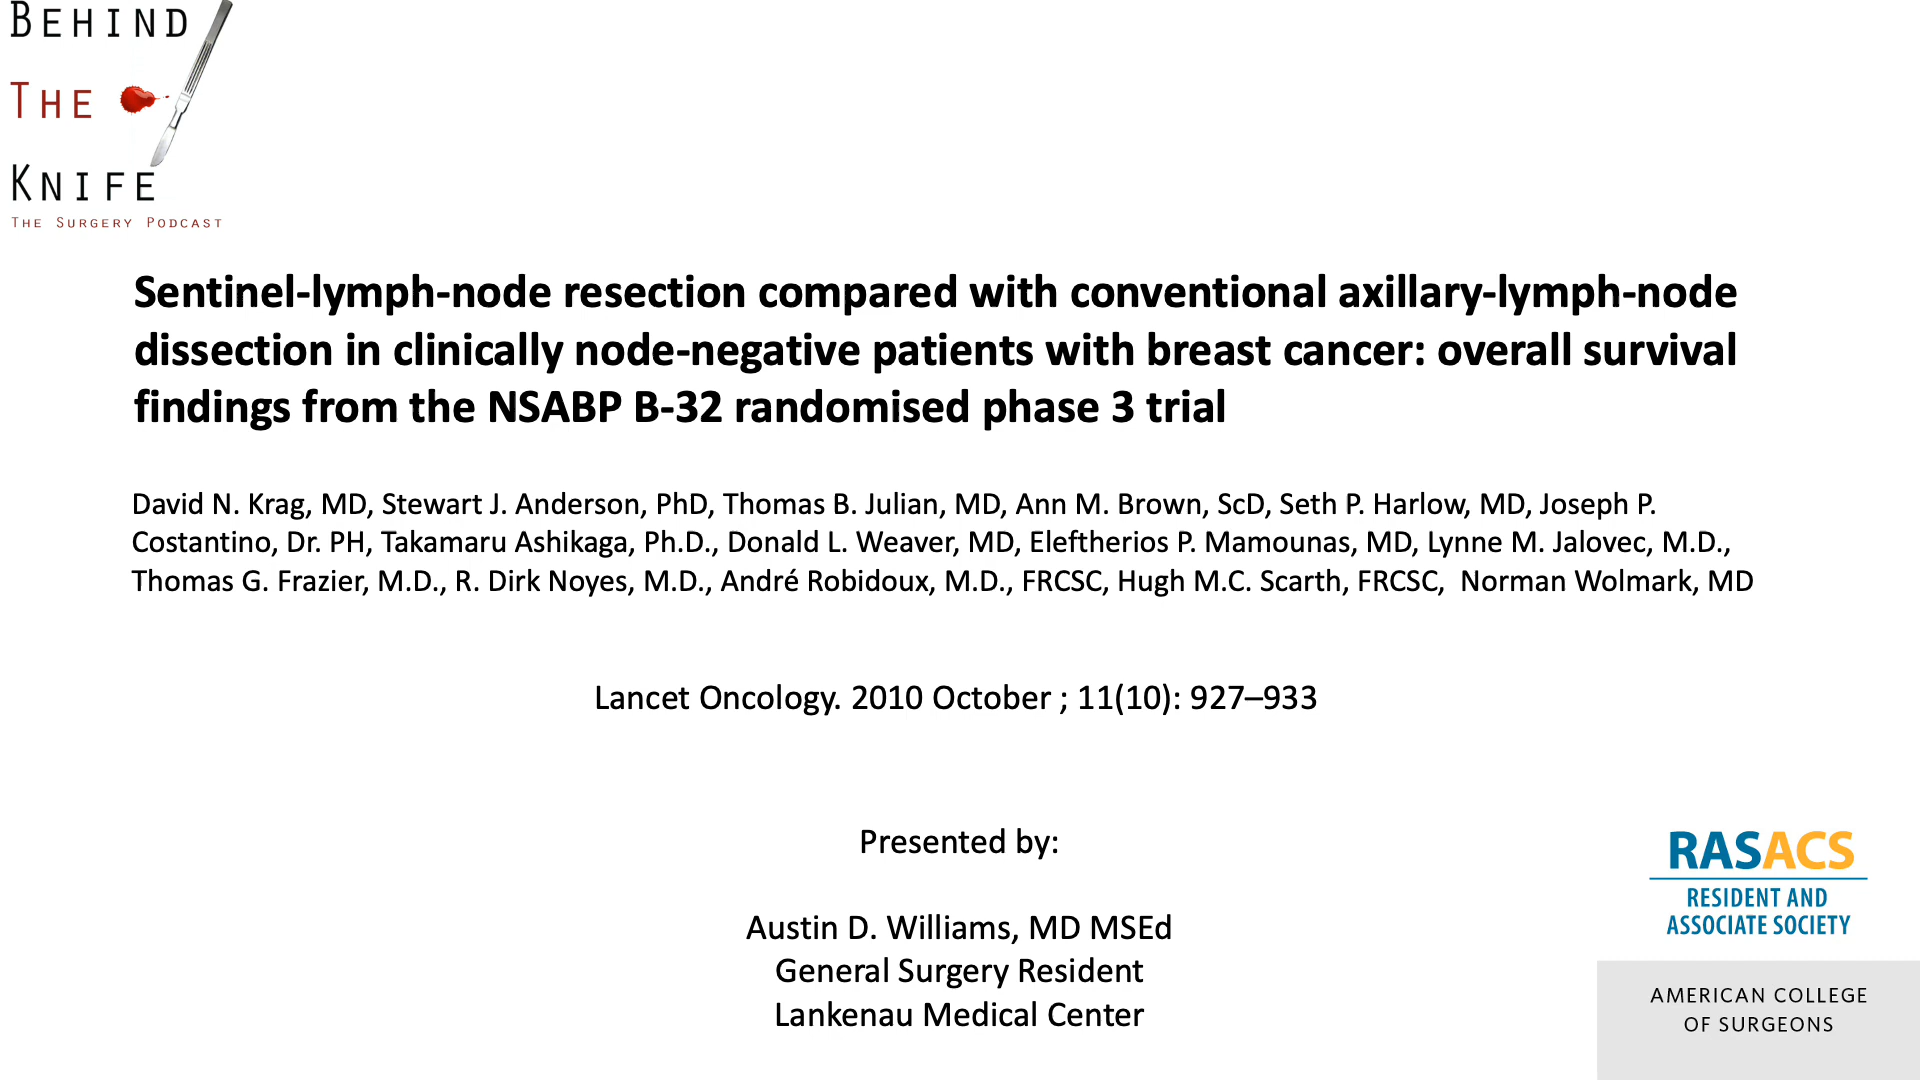 BEHIND
THE
KNIFE
THE SURGERY PODCAST
Sentinel-lymph-node resection compared with conventional axillary-lymph-node
dissection in clinically node-negative patients with breast cancer: overall survival
findings from the NSABP B-32 randomised phase 3 trial
David N. Krag, MD, Stewart J. Anderson, PhD, Thomas B. Julian, MD, Ann M. Brown, ScD, Seth P. Harlow, MD, Joseph P.
Costantino, Dr. PH, Takamaru Ashikaga, Ph.D., Donald L. Weaver, MD, Eleftherios P. Mamounas, MD, Lynne M. Jalovec, M.D.,
Thomas G. Frazier, M.D., R. Dirk Noyes, M.D., André Robidoux, M.D., FRCSC, Hugh M.C. Scarth, FRCSC, Norman Wolmark, MD
Lancet Oncology. 2010 October ; 11(10): 927–933
Presented by:
Austin D. Williams, MD MSEd
General Surgery Resident
Lankenau Medical Center
RASACS
RESIDENT AND
ASSOCIATE SOCIETY
AMERICAN COLLEGE
OF SURGEONS